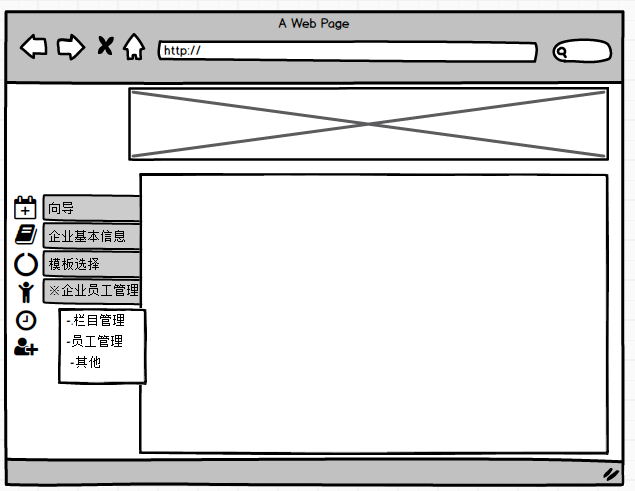 A Web Page
http://
向导
企业基本信息
模板选择
※企业员工管理
-.栏目管理
-员工管理
-其他